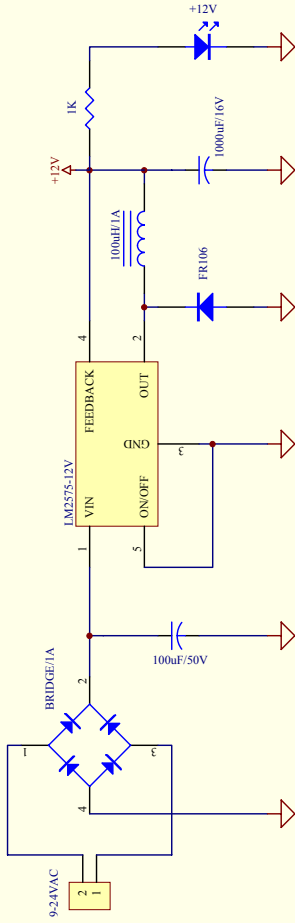 9-24VAC
2
1
BRIDGE/1A
1
2
3
4
100uF/50V
LM2575-12V
1
VIN
5
ON/OFF
GND
3
FEEDBACK
4
OUT
2
100uH/1A
FR106
+12V
1K
1000uF/16V
+12V